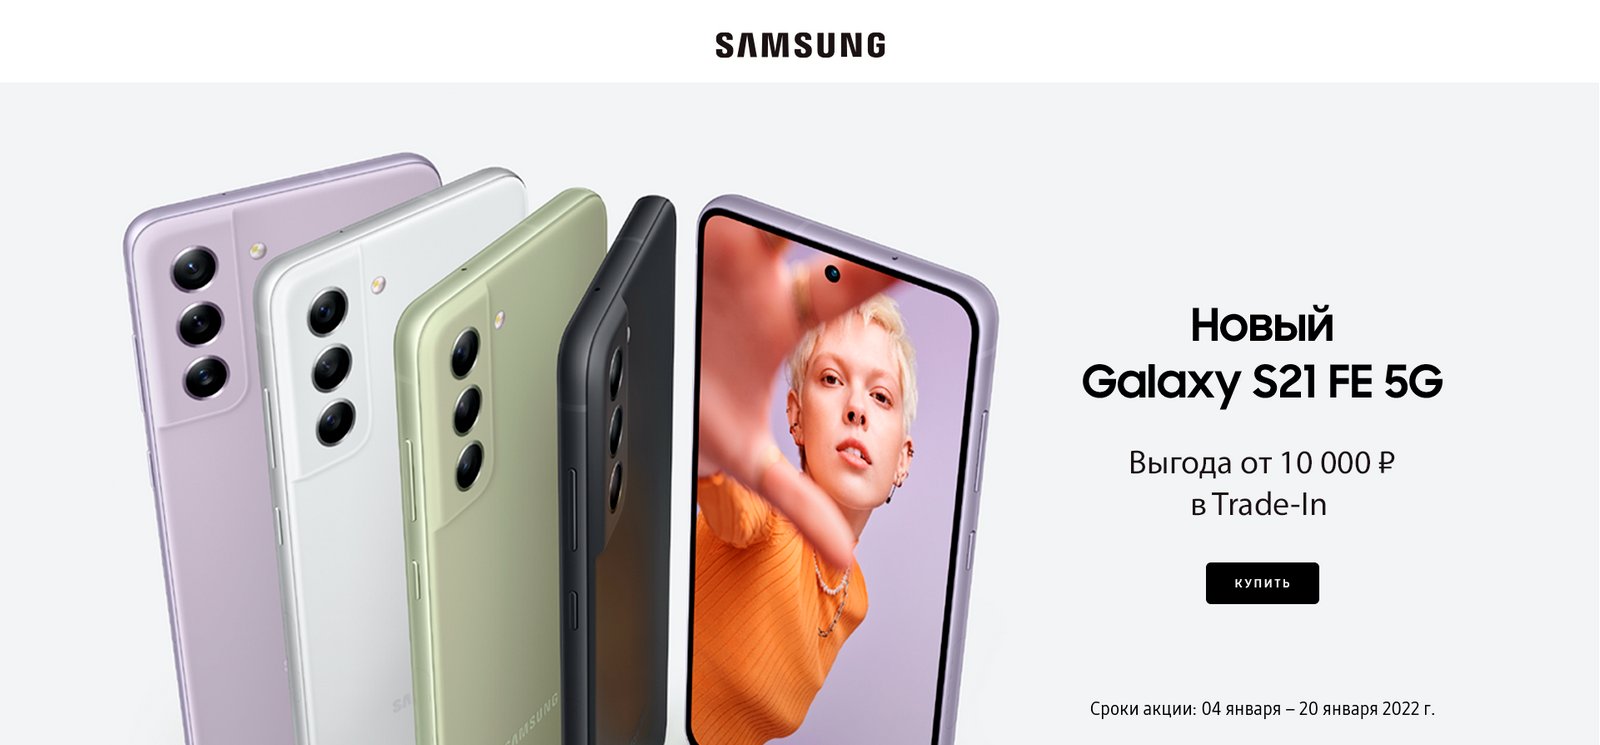 SAMSUNG
Новый
Galaxy S21 FE 5G
Выгода от 10 000 ₽
в Trade-In
КУПИТЬ
Сроки акции: 04 января – 20 января 2022 г.
SAMSUNG